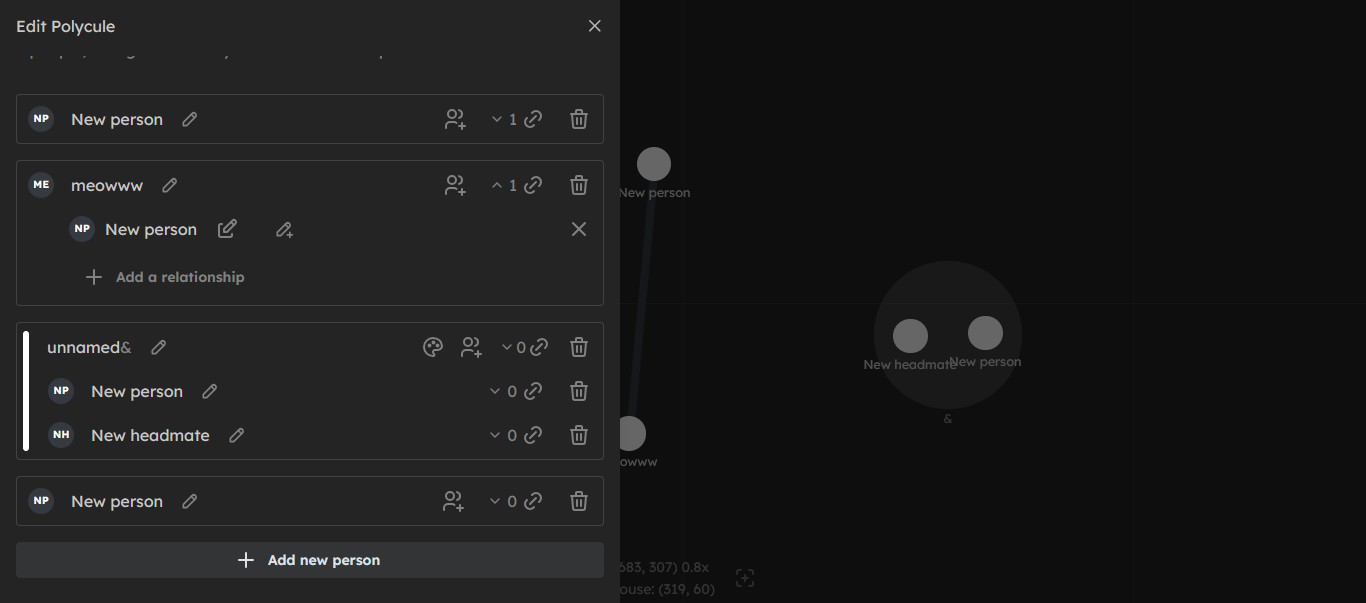 Edit Polycule
NP New person 1
ME meowww 1
NP New person
Add a relationship
unnamed& 0
NP New person 0
NH New headmate 0
NP New person 0
Add new person
New person
owww
New headmate
New person
&
683, 307) 0.8x
ouse: (319, 60)